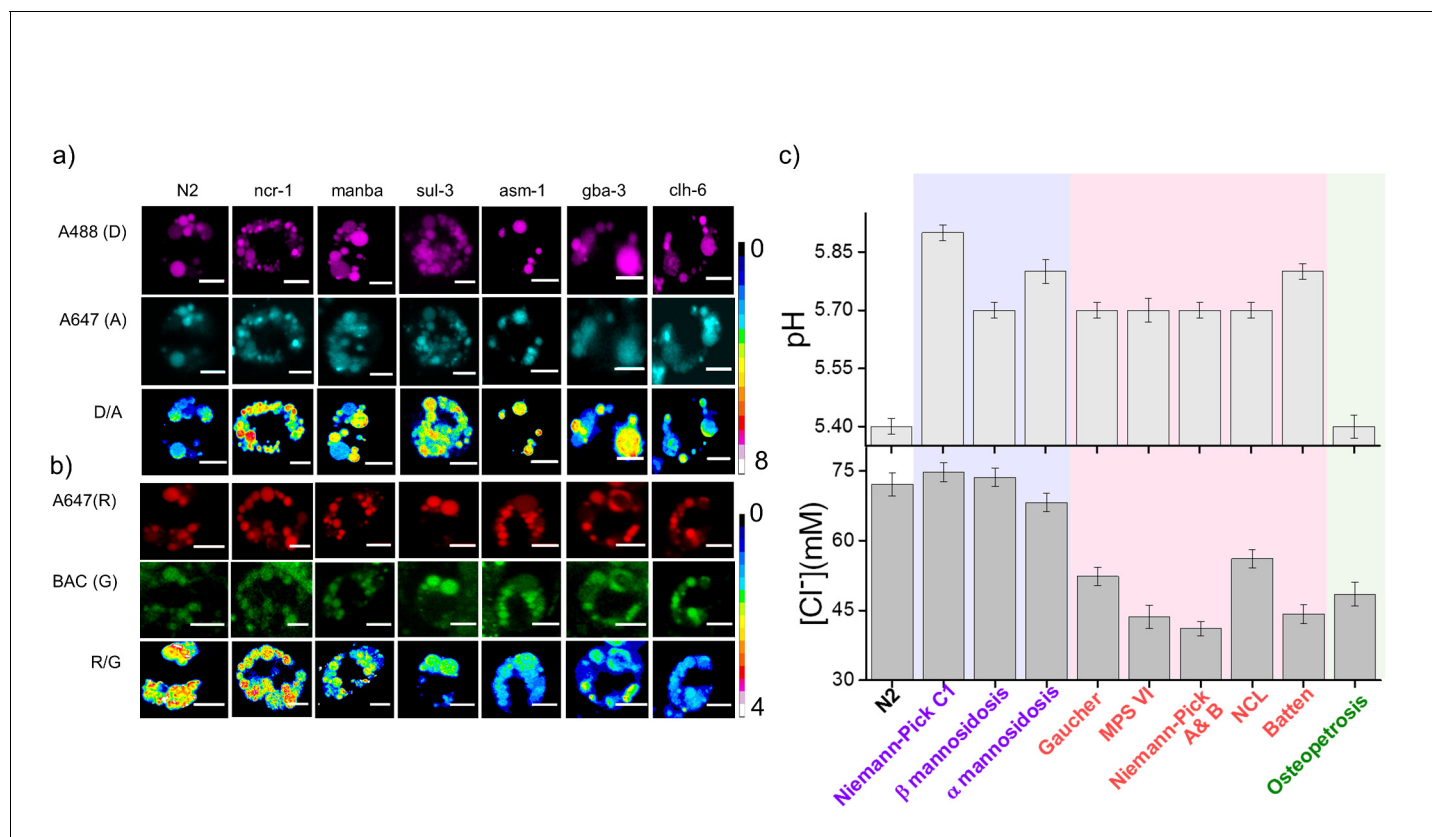 a)
N2 ncr-1 manba sul-3 asm-1 gba-3 clh-6
A488 (D)
A647 (A)
D/A
0
8
b)
A647(R)
BAC (G)
R/G
0
4
c)
pH
5.85
5.70
5.55
5.40
[Cl⁻](mM)
75
60
45
30
N2
Niemann-Pick C1
β mannosidosis
α mannosidosis
Gaucher
MPS VI
Niemann-Pick
A& B
NCL
Batten
Osteopetrosis